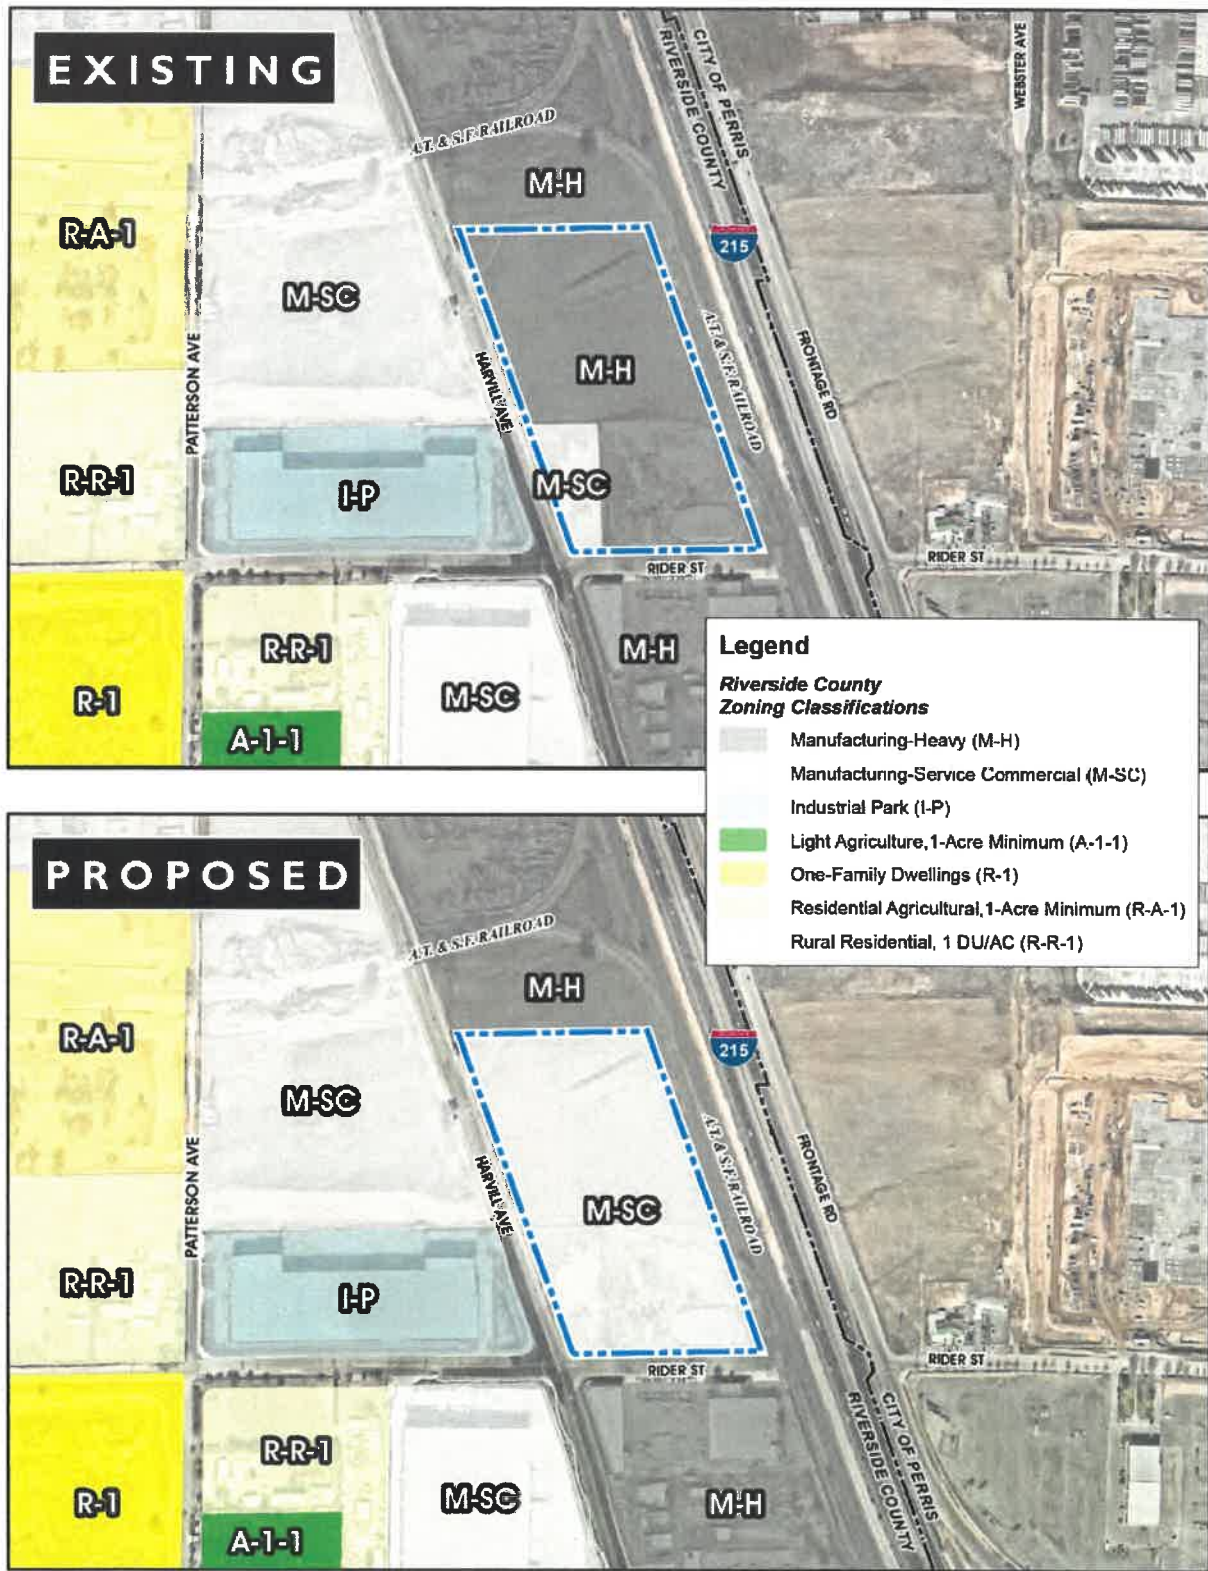 EXISTING
CITY OF PERRIS
RIVERSIDE COUNTY
WEBSTER AVE
A.T. & S.F. RAILROAD
M-H
R-A-1
215
M-SC
PATTERSON AVE
HARVILL AVE
M-H
A.T. & S.F. RAILROAD
FRONTAGE RD
R-R-1
I-P
M-SC
RIDER ST
RIDER ST
R-R-1
M-H
R-1
M-SC
A-1-1
Legend
Riverside County
Zoning Classifications
Manufacturing-Heavy (M-H)
Manufacturing-Service Commercial (M-SC)
Industrial Park (I-P)
Light Agriculture, 1-Acre Minimum (A-1-1)
One-Family Dwellings (R-1)
Residential Agricultural, 1-Acre Minimum (R-A-1)
Rural Residential, 1 DU/AC (R-R-1)
PROPOSED
A.T. & S.F. RAILROAD
M-H
R-A-1
215
M-SC
PATTERSON AVE
HARVILL AVE
M-SC
A.T. & S.F. RAILROAD
FRONTAGE RD
R-R-1
I-P
RIDER ST
RIDER ST
CITY OF PERRIS
RIVERSIDE COUNTY
R-R-1
R-1
M-SC
M-H
A-1-1